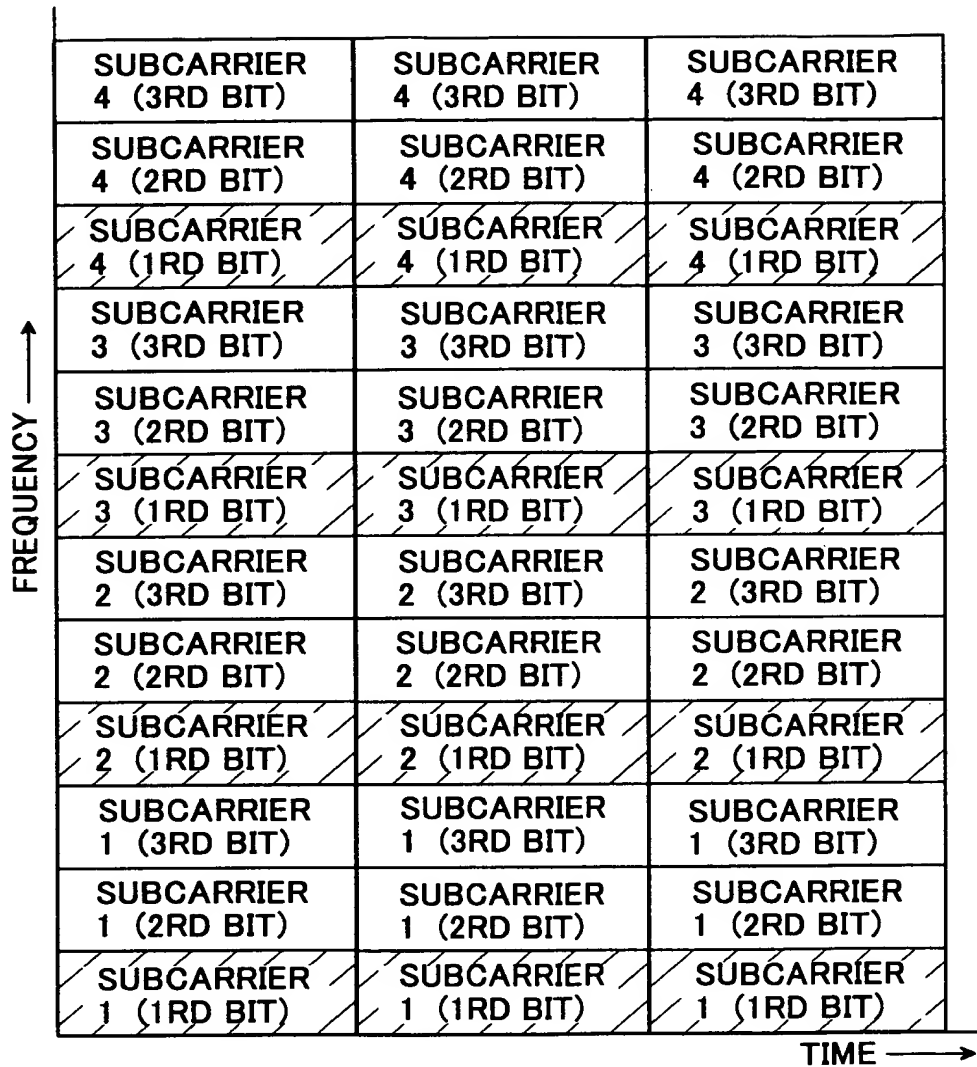 SUBCARRIER SUBCARRIER SUBCARRIER
4 (3RD BIT) 4 (3RD BIT) 4 (3RD BIT)
SUBCARRIER SUBCARRIER SUBCARRIER
4 (2RD BIT) 4 (2RD BIT) 4 (2RD BIT)
SUBCARRIER SUBCARRIER SUBCARRIER
4 (1RD BIT) 4 (1RD BIT) 4 (1RD BIT)
SUBCARRIER SUBCARRIER SUBCARRIER
3 (3RD BIT) 3 (3RD BIT) 3 (3RD BIT)
SUBCARRIER SUBCARRIER SUBCARRIER
3 (2RD BIT) 3 (2RD BIT) 3 (2RD BIT)
SUBCARRIER SUBCARRIER SUBCARRIER
3 (1RD BIT) 3 (1RD BIT) 3 (1RD BIT)
SUBCARRIER SUBCARRIER SUBCARRIER
2 (3RD BIT) 2 (3RD BIT) 2 (3RD BIT)
SUBCARRIER SUBCARRIER SUBCARRIER
2 (2RD BIT) 2 (2RD BIT) 2 (2RD BIT)
SUBCARRIER SUBCARRIER SUBCARRIER
2 (1RD BIT) 2 (1RD BIT) 2 (1RD BIT)
SUBCARRIER SUBCARRIER SUBCARRIER
1 (3RD BIT) 1 (3RD BIT) 1 (3RD BIT)
SUBCARRIER SUBCARRIER SUBCARRIER
1 (2RD BIT) 1 (2RD BIT) 1 (2RD BIT)
SUBCARRIER SUBCARRIER SUBCARRIER
1 (1RD BIT) 1 (1RD BIT) 1 (1RD BIT)
FREQUENCY
TIME